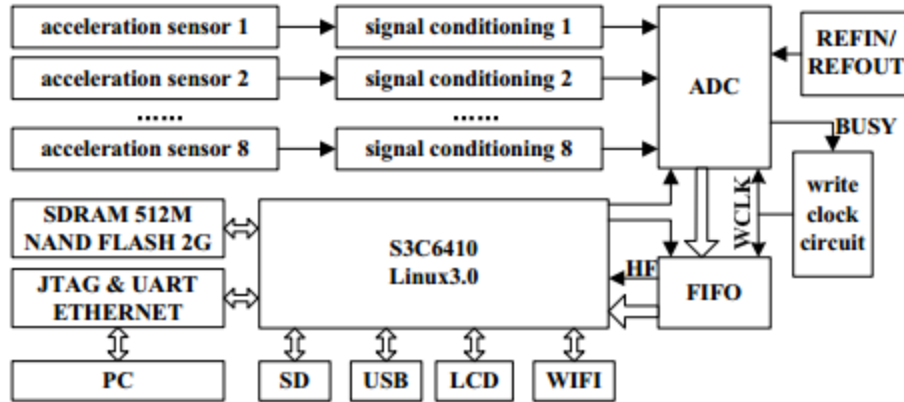 acceleration sensor 1
signal conditioning 1
ADC
REFIN/
REFOUT
acceleration sensor 2
signal conditioning 2
......
......
BUSY
acceleration sensor 8
signal conditioning 8
WCLK
write
clock
circuit
SDRAM 512M
NAND FLASH 2G
S3C6410
Linux3.0
HF
FIFO
JTAG & UART
ETHERNET
PC
SD
USB
LCD
WIFI